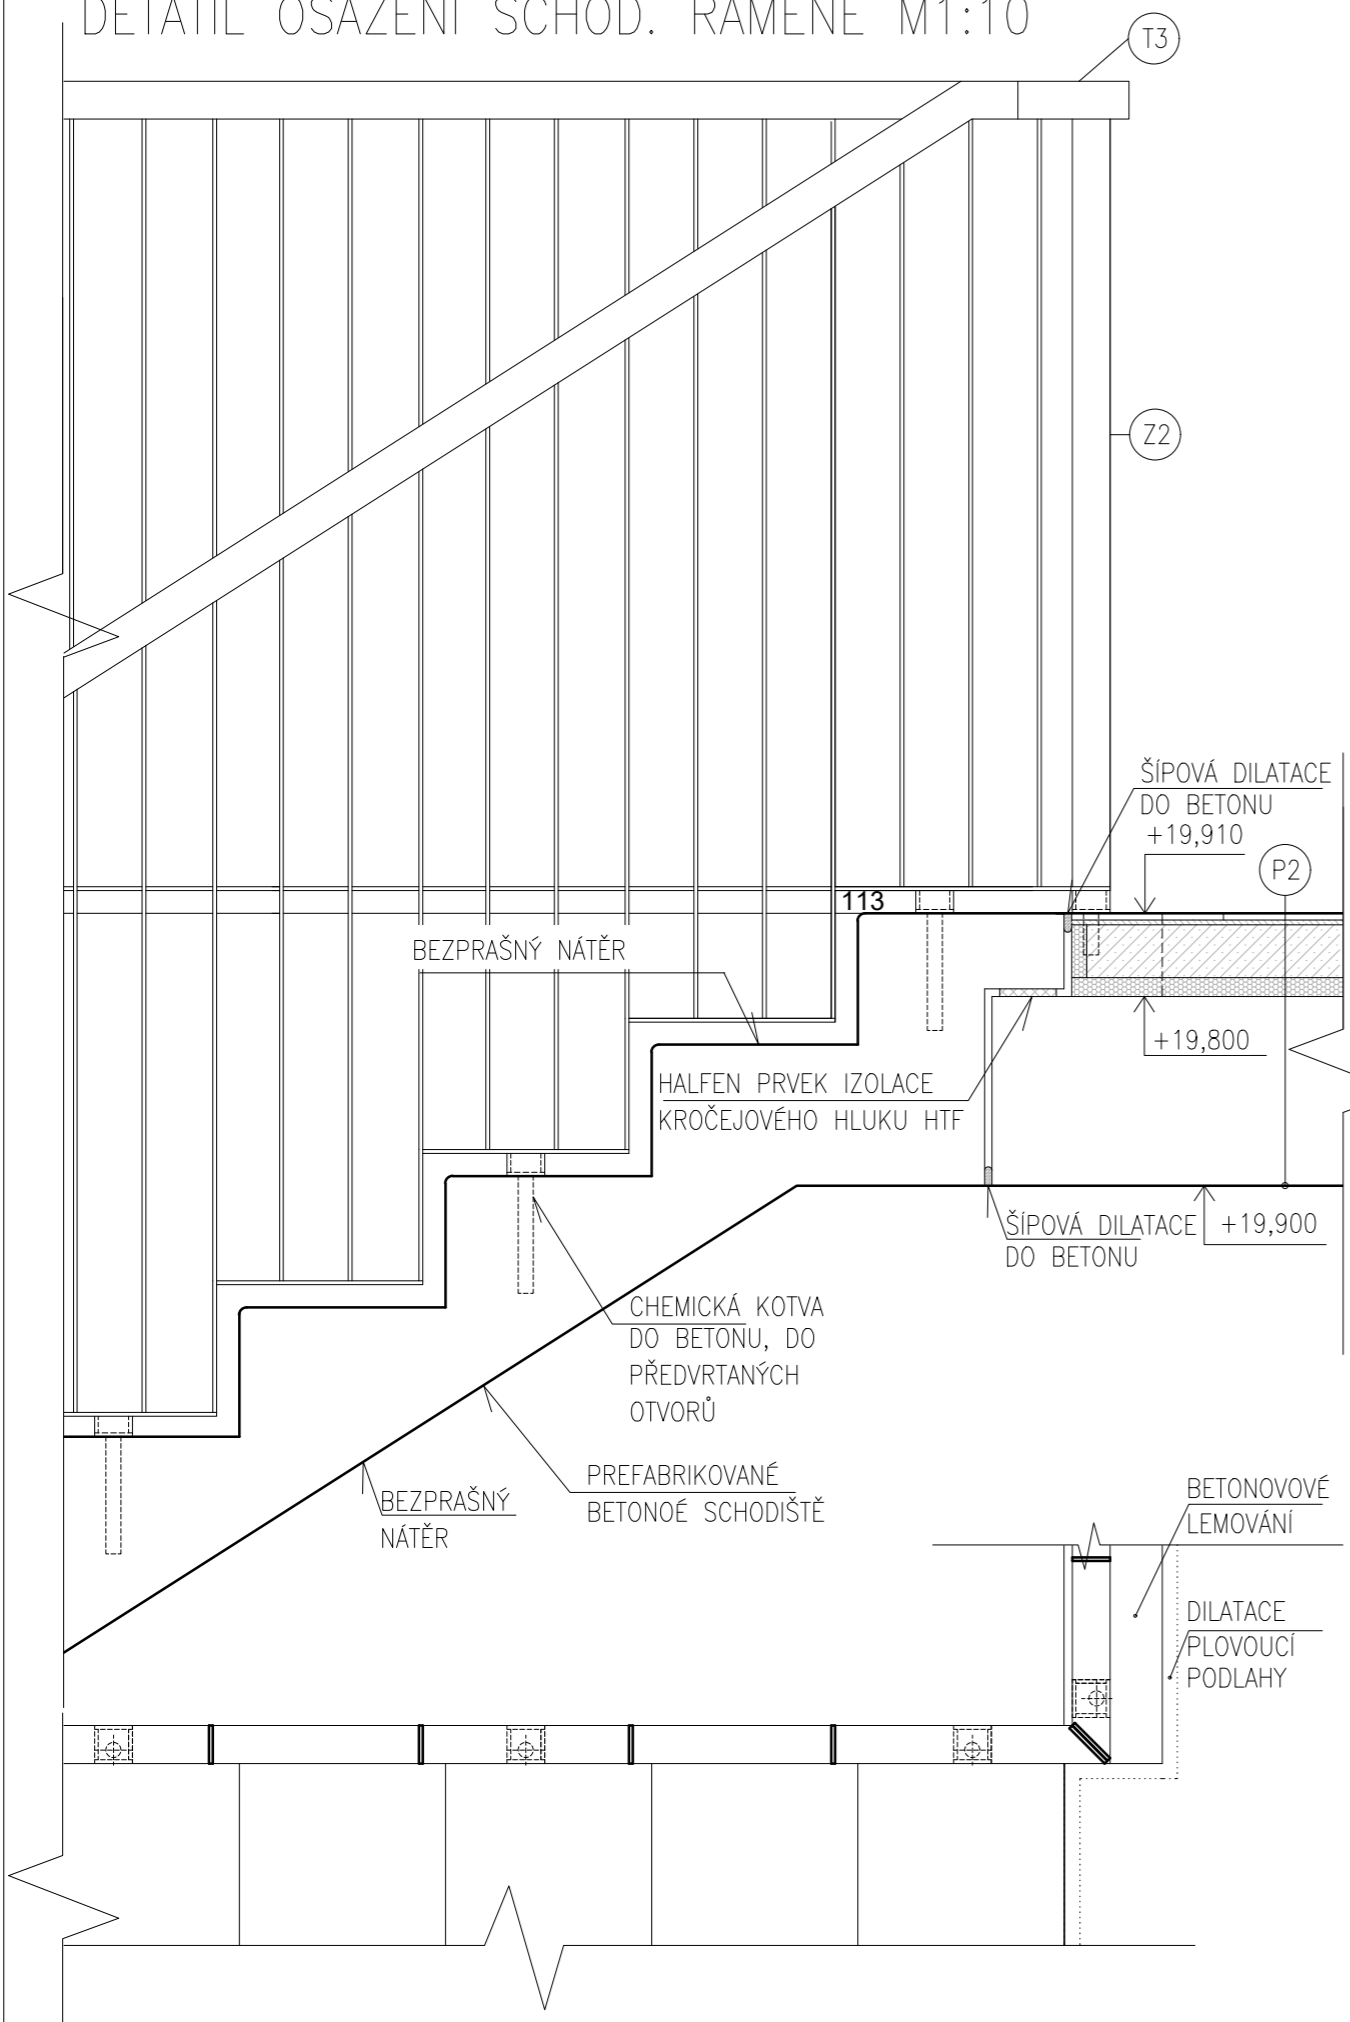 DETAIL OSAZENÍ SCHOD. RAMENE M1:10
T3
Z2
ŠÍPOVÁ DILATACE
DO BETONU
+19,910
P2
113
BEZPRAŠNÝ NÁTĚR
+19,800
HALFEN PRVEK IZOLACE
KROČEJOVÉHO HLUKU HTF
ŠÍPOVÁ DILATACE
DO BETONU
+19,900
CHEMICKÁ KOTVA
DO BETONU, DO
PŘEDVRTANÝCH
OTVORŮ
PREFABRIKOVANÉ
BETONOÉ SCHODIŠTĚ
BEZPRAŠNÝ
NÁTĚR
BETONOVOVÉ
LEMOVÁNÍ
DILATACE
PLOVOUCÍ
PODLAHY